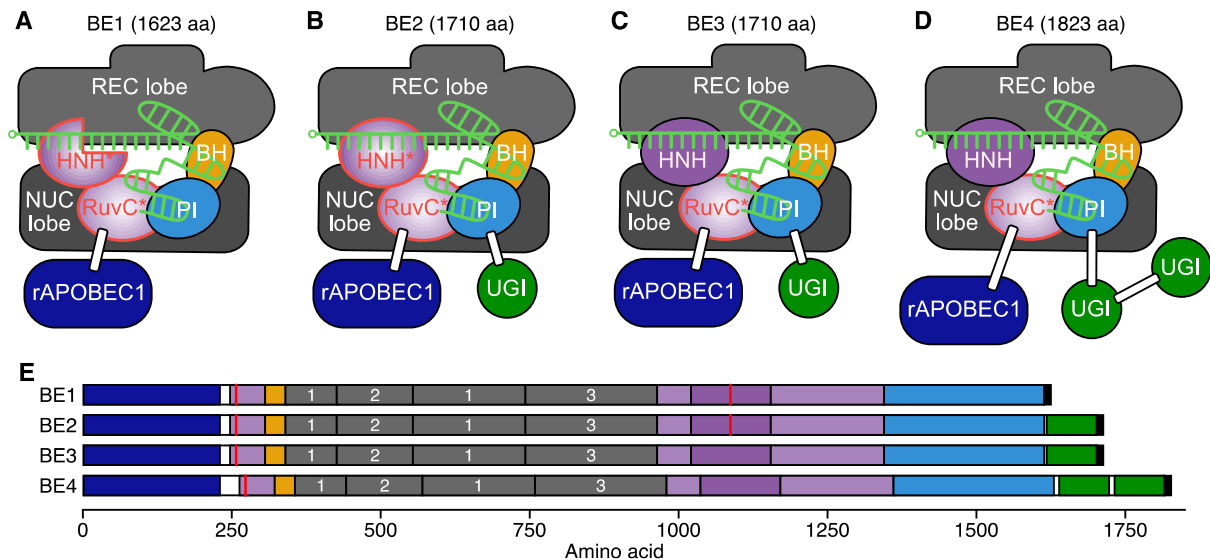 A BE1 (1623 aa)
REC lobe
HNH*
BH
NUC
lobe
RuvC*
PI
rAPOBEC1
B BE2 (1710 aa)
REC lobe
HNH*
BH
NUC
lobe
RuvC*
PI
rAPOBEC1
UGI
C BE3 (1710 aa)
REC lobe
HNH
BH
NUC
lobe
RuvC*
PI
rAPOBEC1
UGI
D BE4 (1823 aa)
REC lobe
HNH
BH
NUC
lobe
RuvC*
PI
UGI
rAPOBEC1
UGI
E
BE1 1 2 1 3
BE2 1 2 1 3
BE3 1 2 1 3
BE4 1 2 1 3
0 250 500 750 1000 1250 1500 1750
Amino acid